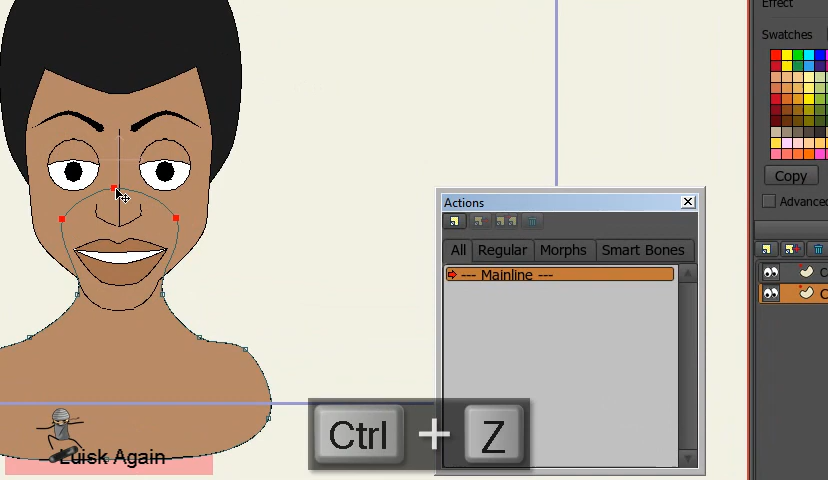 Effect
Swatches
Copy
Advanced
Actions
All Regular Morphs Smart Bones
--- Mainline ---
Ctrl + Z
Luisk Again